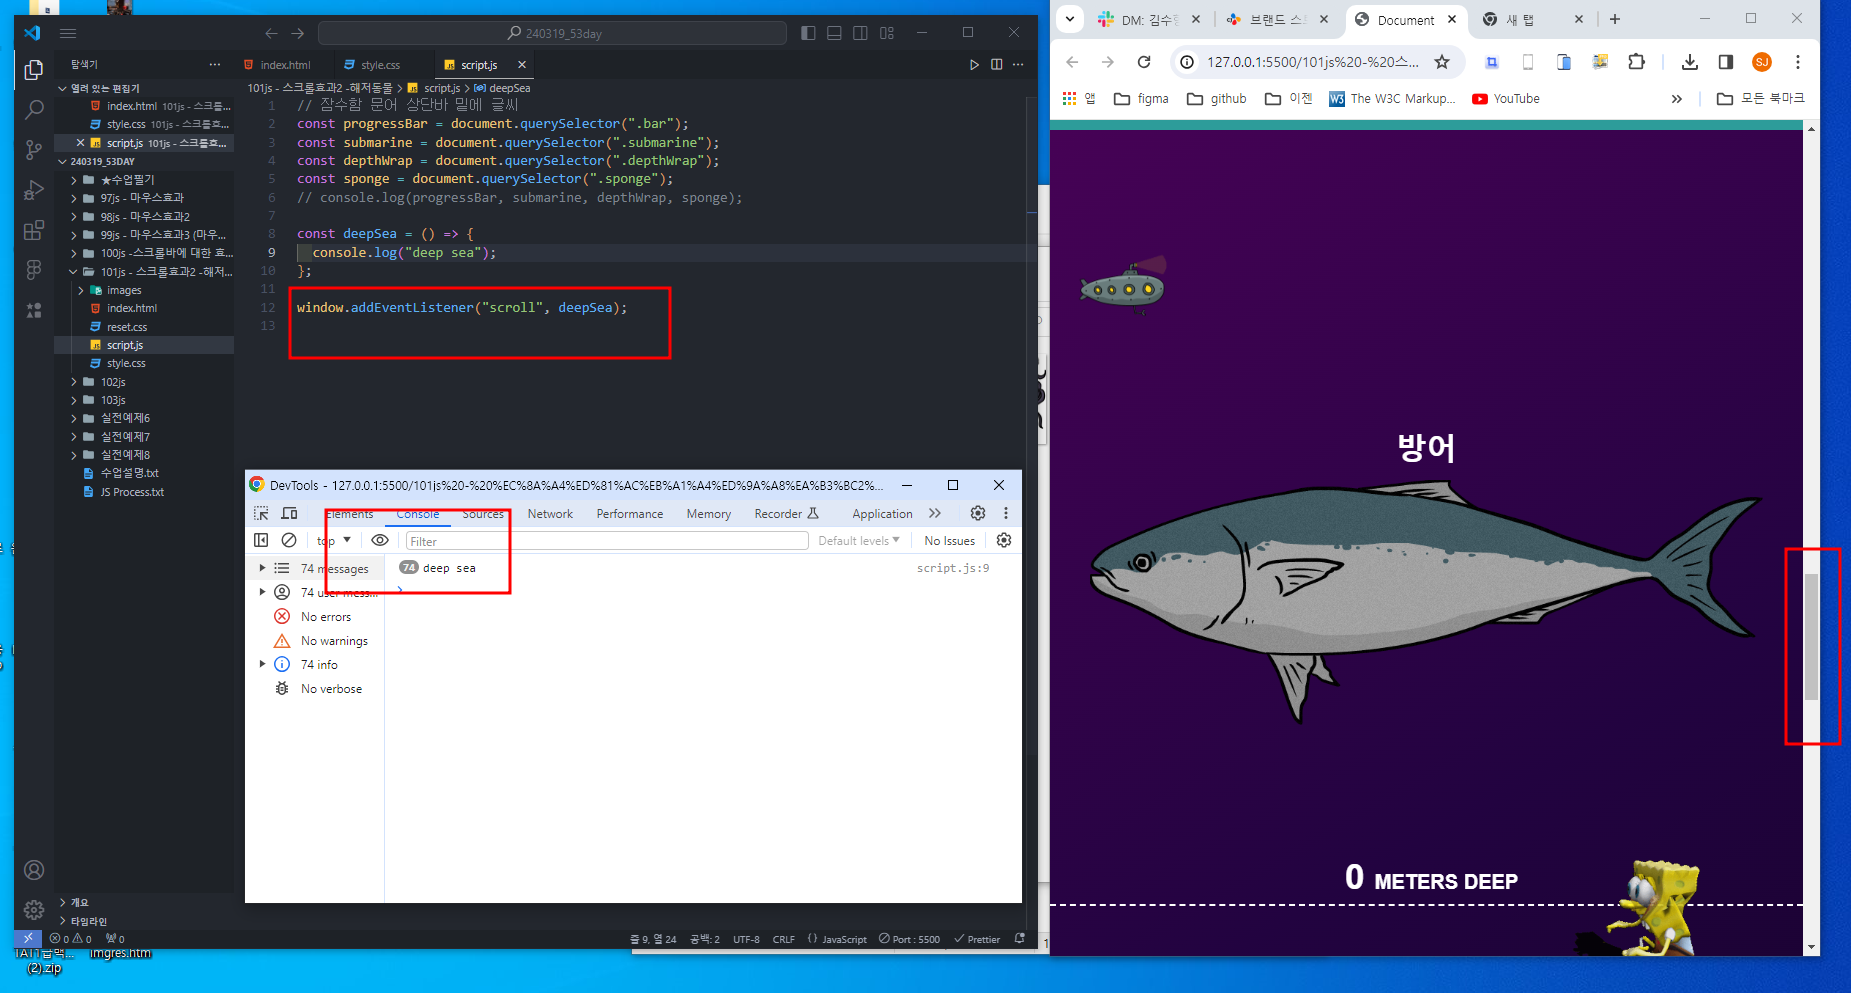 240319_53day
탐색기
index.html
style.css
script.js
열려 있는 편집기
index.html 101js - 스크롤...
style.css 101js - 스크롤효...
script.js 101js - 스크롤효...
240319_53DAY
★수업필기
97js - 마우스효과
98js - 마우스효과2
99js - 마우스효과3 (마우...
100js -스크롤바에 대한 효...
101js - 스크롤효과2 -해저...
images
index.html
reset.css
script.js
style.css
102js
103js
실전예제6
실전예제7
실전예제8
수업설명.txt
JS Process.txt
개요
타임라인
101js - 스크롤효과2 -해저동물 > script.js > deepSea
1 // 잠수함 문어 상단바 밑에 글씨
2 const progressBar = document.querySelector(".bar");
3 const submarine = document.querySelector(".submarine");
4 const depthWrap = document.querySelector(".depthWrap");
5 const sponge = document.querySelector(".sponge");
6 // console.log(progressBar, submarine, depthWrap, sponge);
7
8 const deepSea = () => {
9 console.log("deep sea");
10 };
11
12 window.addEventListener("scroll", deepSea);
13
DevTools - 127.0.0.1:5500/101js%20-%20%EC%8A%A4%ED%81%AC%EB%A1%A4%ED%9A%A8%EA%B3%BC2%...
Elements Console Sources Network Performance Memory Recorder Application
top Filter Default levels No Issues
74 messages
74 user mess...
No errors
No warnings
74 info
No verbose
74 deep sea script.js:9
0 0 0
줄 9, 열 24 공백: 2 UTF-8 CRLF JavaScript Port : 5500 Prettier
(2).zip
imgres.htm
DM: 김수
브랜드 스
Document
새 탭
127.0.0.1:5500/101js%20-%20스...
SJ
앱 figma github 이젠 The W3C Markup... YouTube 모든 북마크
방어
0 METERS DEEP